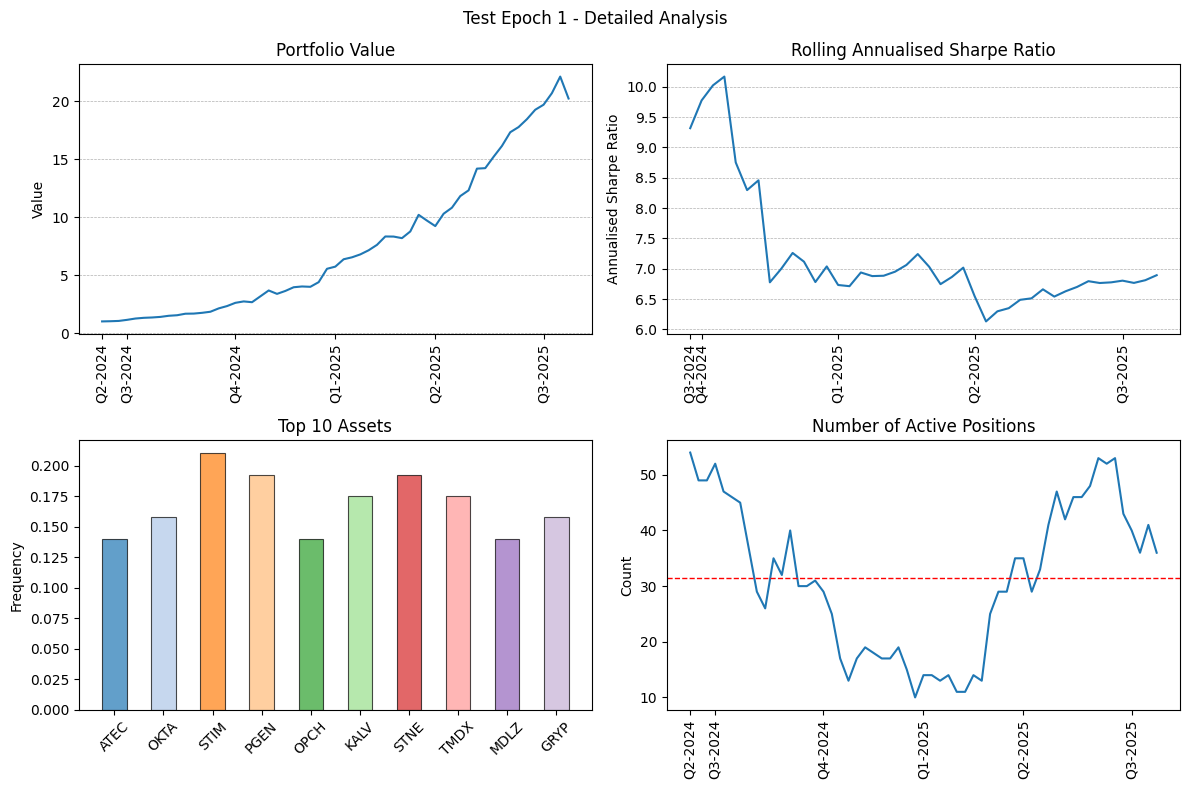 Test Epoch 1 - Detailed Analysis
Portfolio Value
Value
20
15
10
5
0
Q2-2024
Q3-2024
Q4-2024
Q1-2025
Q2-2025
Q3-2025
Rolling Annualised Sharpe Ratio
Annualised Sharpe Ratio
10.0
9.5
9.0
8.5
8.0
7.5
7.0
6.5
6.0
Q3-2024
Q4-2024
Q1-2025
Q2-2025
Q3-2025
Top 10 Assets
Frequency
0.200
0.175
0.150
0.125
0.100
0.075
0.050
0.025
0.000
ATEC
OKTA
STIM
PGEN
OPCH
KALV
STNE
TMDX
MDLZ
GRYP
Number of Active Positions
Count
50
40
30
20
10
Q2-2024
Q3-2024
Q4-2024
Q1-2025
Q2-2025
Q3-2025